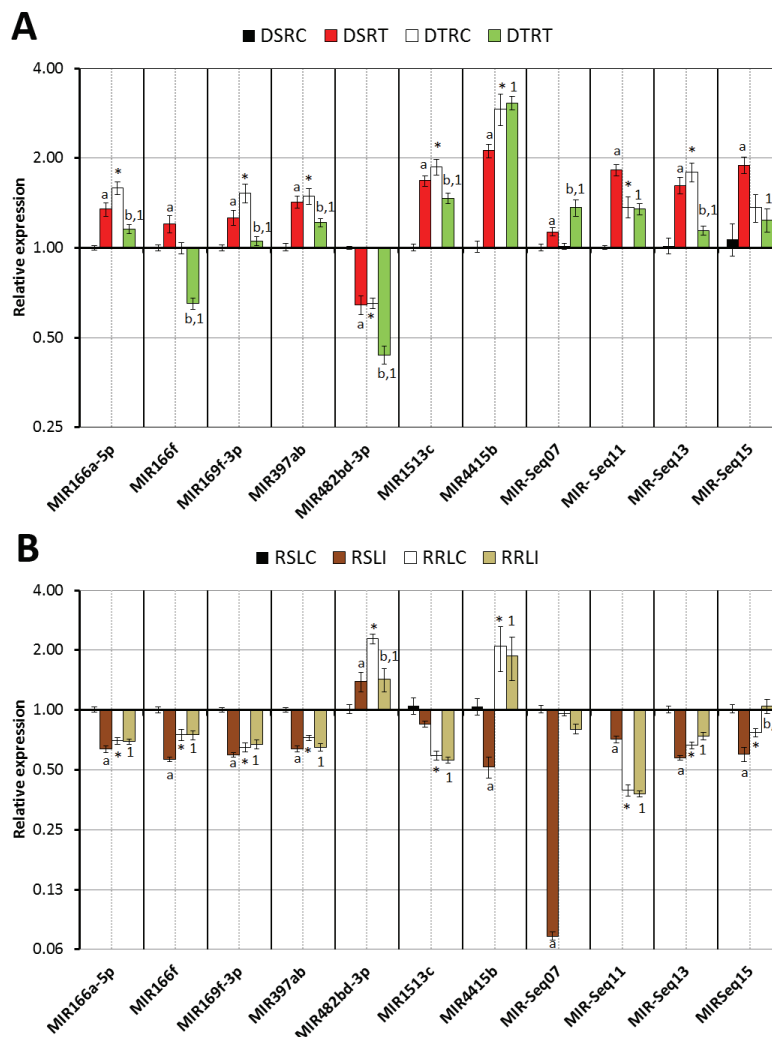 A
DSRC DSRT DTRC DTRT
Relative expression
4.00
2.00
1.00
0.50
0.25
a * b,1
a b,1
a * b,1
a * b,1
a * b,1
a * b,1
a * 1
a b,1
a * 1
a * b,1
a 1
MIR166a-5p
MIR166f
MIR169f-3p
MIR397ab
MIR482bd-3p
MIR1513c
MIR4415b
MIR-Seq07
MIR- Seq11
MIR-Seq13
MIR-Seq15
B
RSLC RSLI RRLC RRLI
Relative expression
4.00
2.00
1.00
0.50
0.25
0.13
0.06
a * 1
a * 1
a * 1
a * 1
a * b,1
* 1
a * 1
a
a * 1
a * 1
a * b,
MIR166a-5p
MIR166f
MIR169f-3p
MIR397ab
MIR482bd-3p
MIR1513c
MIR4415b
MIR-Seq07
MIR-Seq11
MIR-Seq13
MIRSeq15